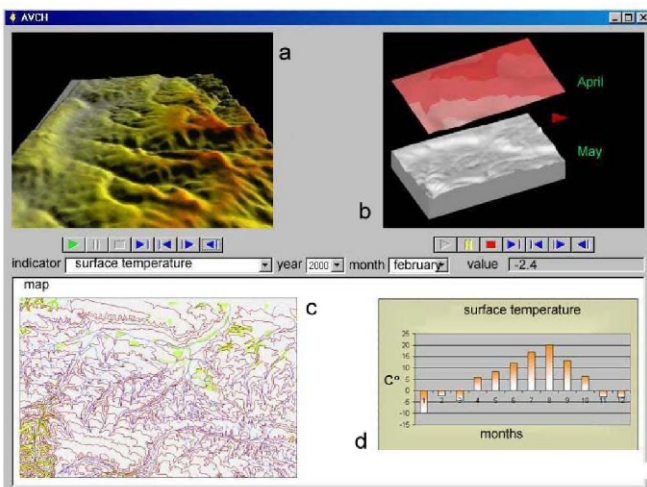 AVCH
a
April
May
b
indicator surface temperature year 2000 month february value -2.4
map
c
surface temperature
25
20
15
10
5
0
-5
-10
-15
C°
1 2 3 4 5 6 7 8 9 10 11 12
d
months